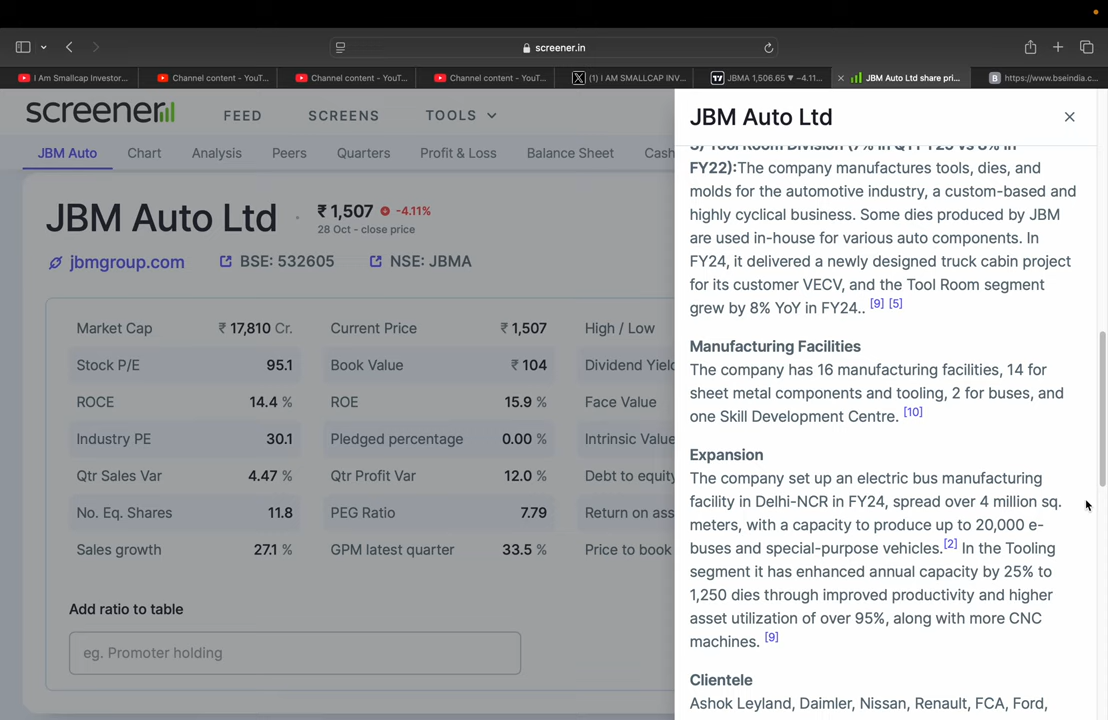 screener.in
I Am Smallcap Investor...
Channel content - YouT...
Channel content - YouT...
Channel content - YouT...
(1) I AM SMALLCAP INV...
JBMA 1,506.65 ▼ −4.11...
JBM Auto Ltd share pri...
https://www.bseindia.c...
screener
FEED
SCREENS
TOOLS
JBM Auto
Chart
Analysis
Peers
Quarters
Profit & Loss
Balance Sheet
Cash
JBM Auto Ltd
₹ 1,507 -4.11%
28 Oct - close price
jbmgroup.com
BSE: 532605
NSE: JBMA
Market Cap ₹ 17,810 Cr.
Current Price ₹ 1,507
High / Low
Stock P/E 95.1
Book Value ₹ 104
Dividend Yield
ROCE 14.4 %
ROE 15.9 %
Face Value
Industry PE 30.1
Pledged percentage 0.00 %
Intrinsic Value
Qtr Sales Var 4.47 %
Qtr Profit Var 12.0 %
Debt to equity
No. Eq. Shares 11.8
PEG Ratio 7.79
Return on ass
Sales growth 27.1 %
GPM latest quarter 33.5 %
Price to book
Add ratio to table
eg. Promoter holding
JBM Auto Ltd
FY22):The company manufactures tools, dies, and
molds for the automotive industry, a custom-based and
highly cyclical business. Some dies produced by JBM
are used in-house for various auto components. In
FY24, it delivered a newly designed truck cabin project
for its customer VECV, and the Tool Room segment
grew by 8% YoY in FY24.. [9] [5]
Manufacturing Facilities
The company has 16 manufacturing facilities, 14 for
sheet metal components and tooling, 2 for buses, and
one Skill Development Centre. [10]
Expansion
The company set up an electric bus manufacturing
facility in Delhi-NCR in FY24, spread over 4 million sq.
meters, with a capacity to produce up to 20,000 e-
buses and special-purpose vehicles.[2] In the Tooling
segment it has enhanced annual capacity by 25% to
1,250 dies through improved productivity and higher
asset utilization of over 95%, along with more CNC
machines. [9]
Clientele
Ashok Leyland, Daimler, Nissan, Renault, FCA, Ford,